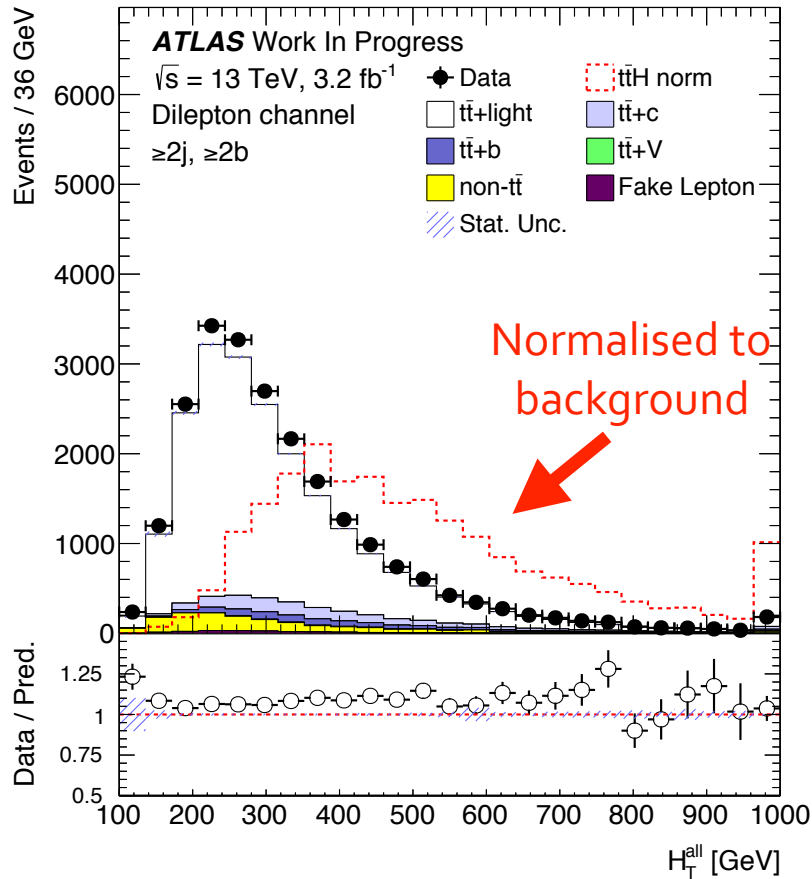 ATLAS Work In Progress
√s = 13 TeV, 3.2 fb⁻¹
Dilepton channel
≥2j, ≥2b
Data
tt̄H norm
tt̄+light
tt̄+c
tt̄+b
tt̄+V
non-tt̄
Fake Lepton
Stat. Unc.
Normalised to
background
Events / 36 GeV
6000
5000
4000
3000
2000
1000
0
Data / Pred.
1.25
1
0.75
0.5
100 200 300 400 500 600 700 800 900 1000
H_T^all [GeV]